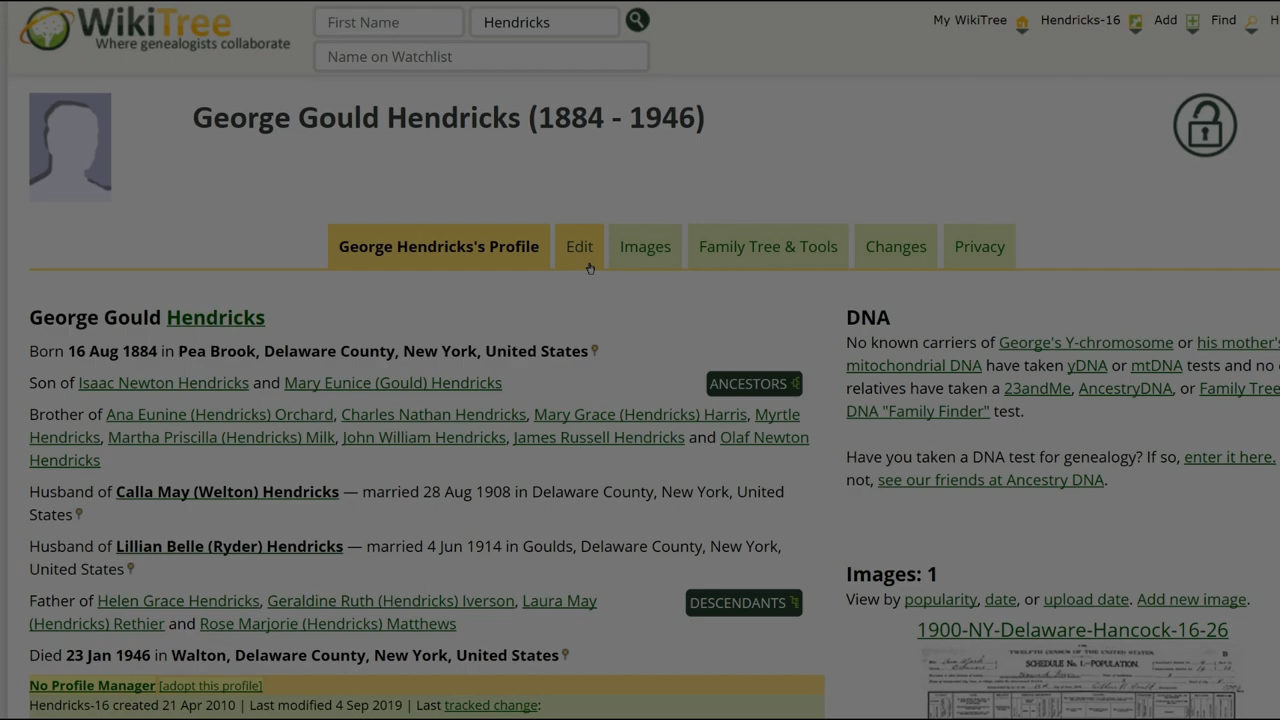 WikiTree
Where genealogists collaborate
First Name
Hendricks
Name on Watchlist
My WikiTree
Hendricks-16
Add
Find
H
George Gould Hendricks (1884 - 1946)
George Hendricks's Profile
Edit
Images
Family Tree & Tools
Changes
Privacy
George Gould Hendricks
Born 16 Aug 1884 in Pea Brook, Delaware County, New York, United States
Son of Isaac Newton Hendricks and Mary Eunice (Gould) Hendricks
ANCESTORS
Brother of Ana Eunine (Hendricks) Orchard, Charles Nathan Hendricks, Mary Grace (Hendricks) Harris, Myrtle
Hendricks, Martha Priscilla (Hendricks) Milk, John William Hendricks, James Russell Hendricks and Olaf Newton
Hendricks
Husband of Calla May (Welton) Hendricks — married 28 Aug 1908 in Delaware County, New York, United
States
Husband of Lillian Belle (Ryder) Hendricks — married 4 Jun 1914 in Goulds, Delaware County, New York,
United States
Father of Helen Grace Hendricks, Geraldine Ruth (Hendricks) Iverson, Laura May
(Hendricks) Rethier and Rose Marjorie (Hendricks) Matthews
DESCENDANTS
Died 23 Jan 1946 in Walton, Delaware County, New York, United States
No Profile Manager [adopt this profile]
Hendricks-16 created 21 Apr 2010 | Last modified 4 Sep 2019 | Last tracked change:
DNA
No known carriers of George's Y-chromosome or his mother's
mitochondrial DNA have taken yDNA or mtDNA tests and no
relatives have taken a 23andMe, AncestryDNA, or Family Tree
DNA "Family Finder" test.
Have you taken a DNA test for genealogy? If so, enter it here.
not, see our friends at Ancestry DNA.
Images: 1
View by popularity, date, or upload date. Add new image.
1900-NY-Delaware-Hancock-16-26
TWELFTH CENSUS OF THE UNITED STATES.
SCHEDULE No. 1.—POPULATION.